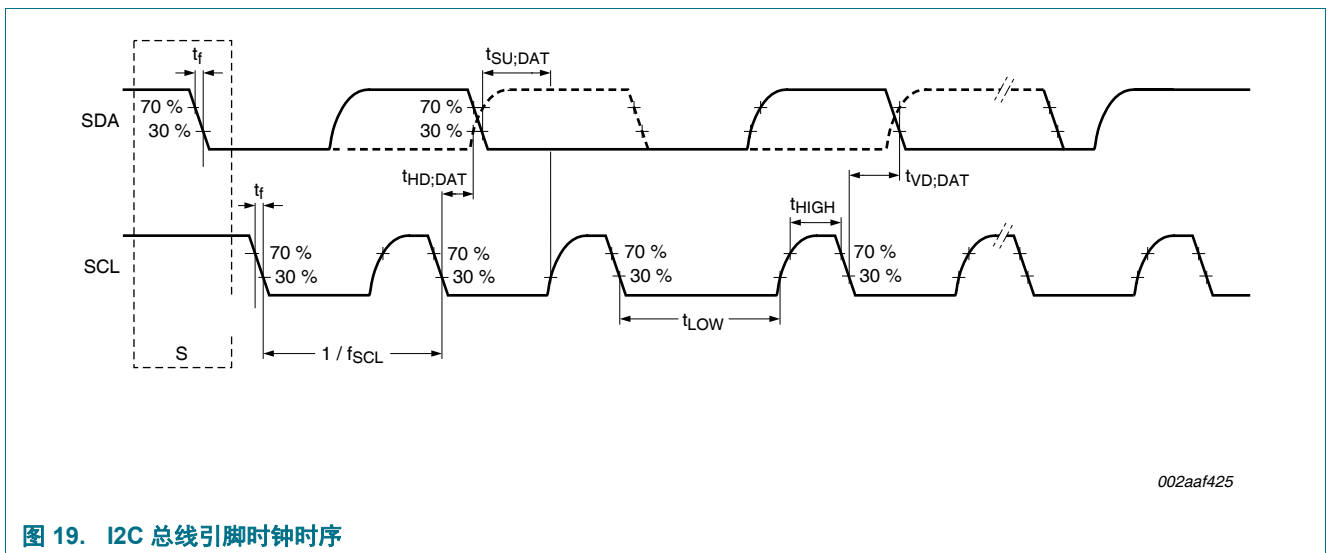 tf
tSU;DAT
SDA
70 %
30 %
70 %
30 %
tHD;DAT
tVD;DAT
tf
tHIGH
SCL
70 %
30 %
70 %
30 %
30 %
70 %
30 %
tLOW
S
1 / fSCL
002aaf425
图 19. I2C 总线引脚时钟时序